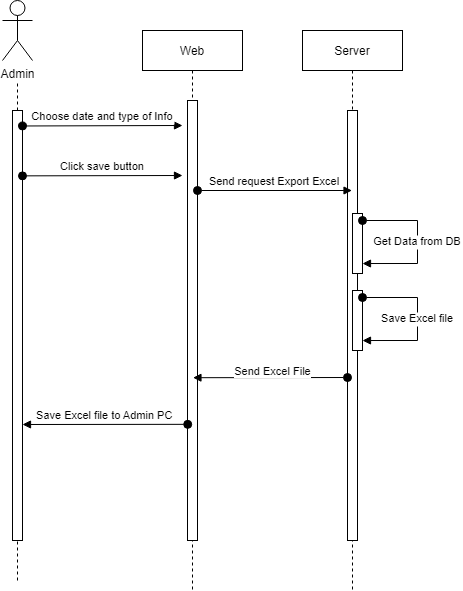 Web
Server
Admin
Choose date and type of Info
Click save button
Send request Export Excel
Get Data from DB
Save Excel file
Send Excel File
Save Excel file to Admin PC